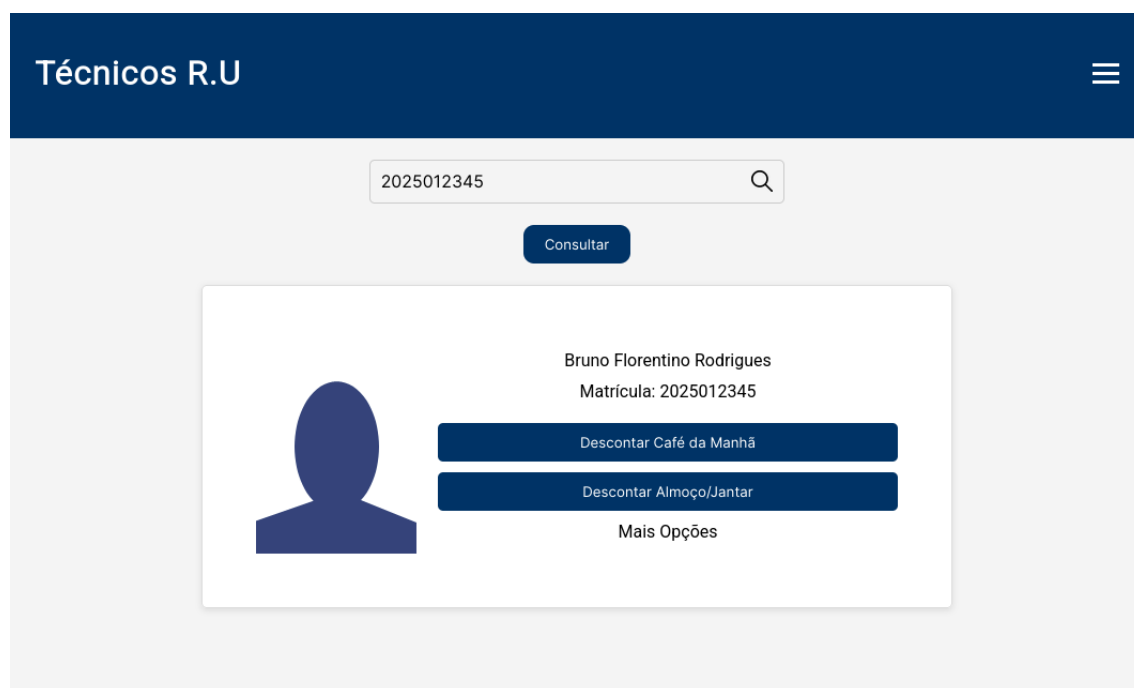 Técnicos R.U
2025012345
Consultar
Bruno Florentino Rodrigues
Matrícula: 2025012345
Descontar Café da Manhã
Descontar Almoço/Jantar
Mais Opções